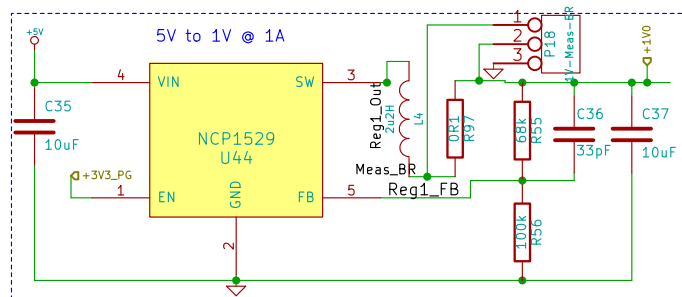 +5V
5V to 1V @ 1A
1
2
3
P18
1V-Meas-BR
+1V0
4
VIN
SW
3
C35
10uF
NCP1529
U44
Reg1_Out
2u2H
L4
0R1
R97
68k
R55
C36
33pF
C37
10uF
+3V3_PG
1
EN
GND
2
FB
5
Meas_BR
Reg1_FB
100k
R56